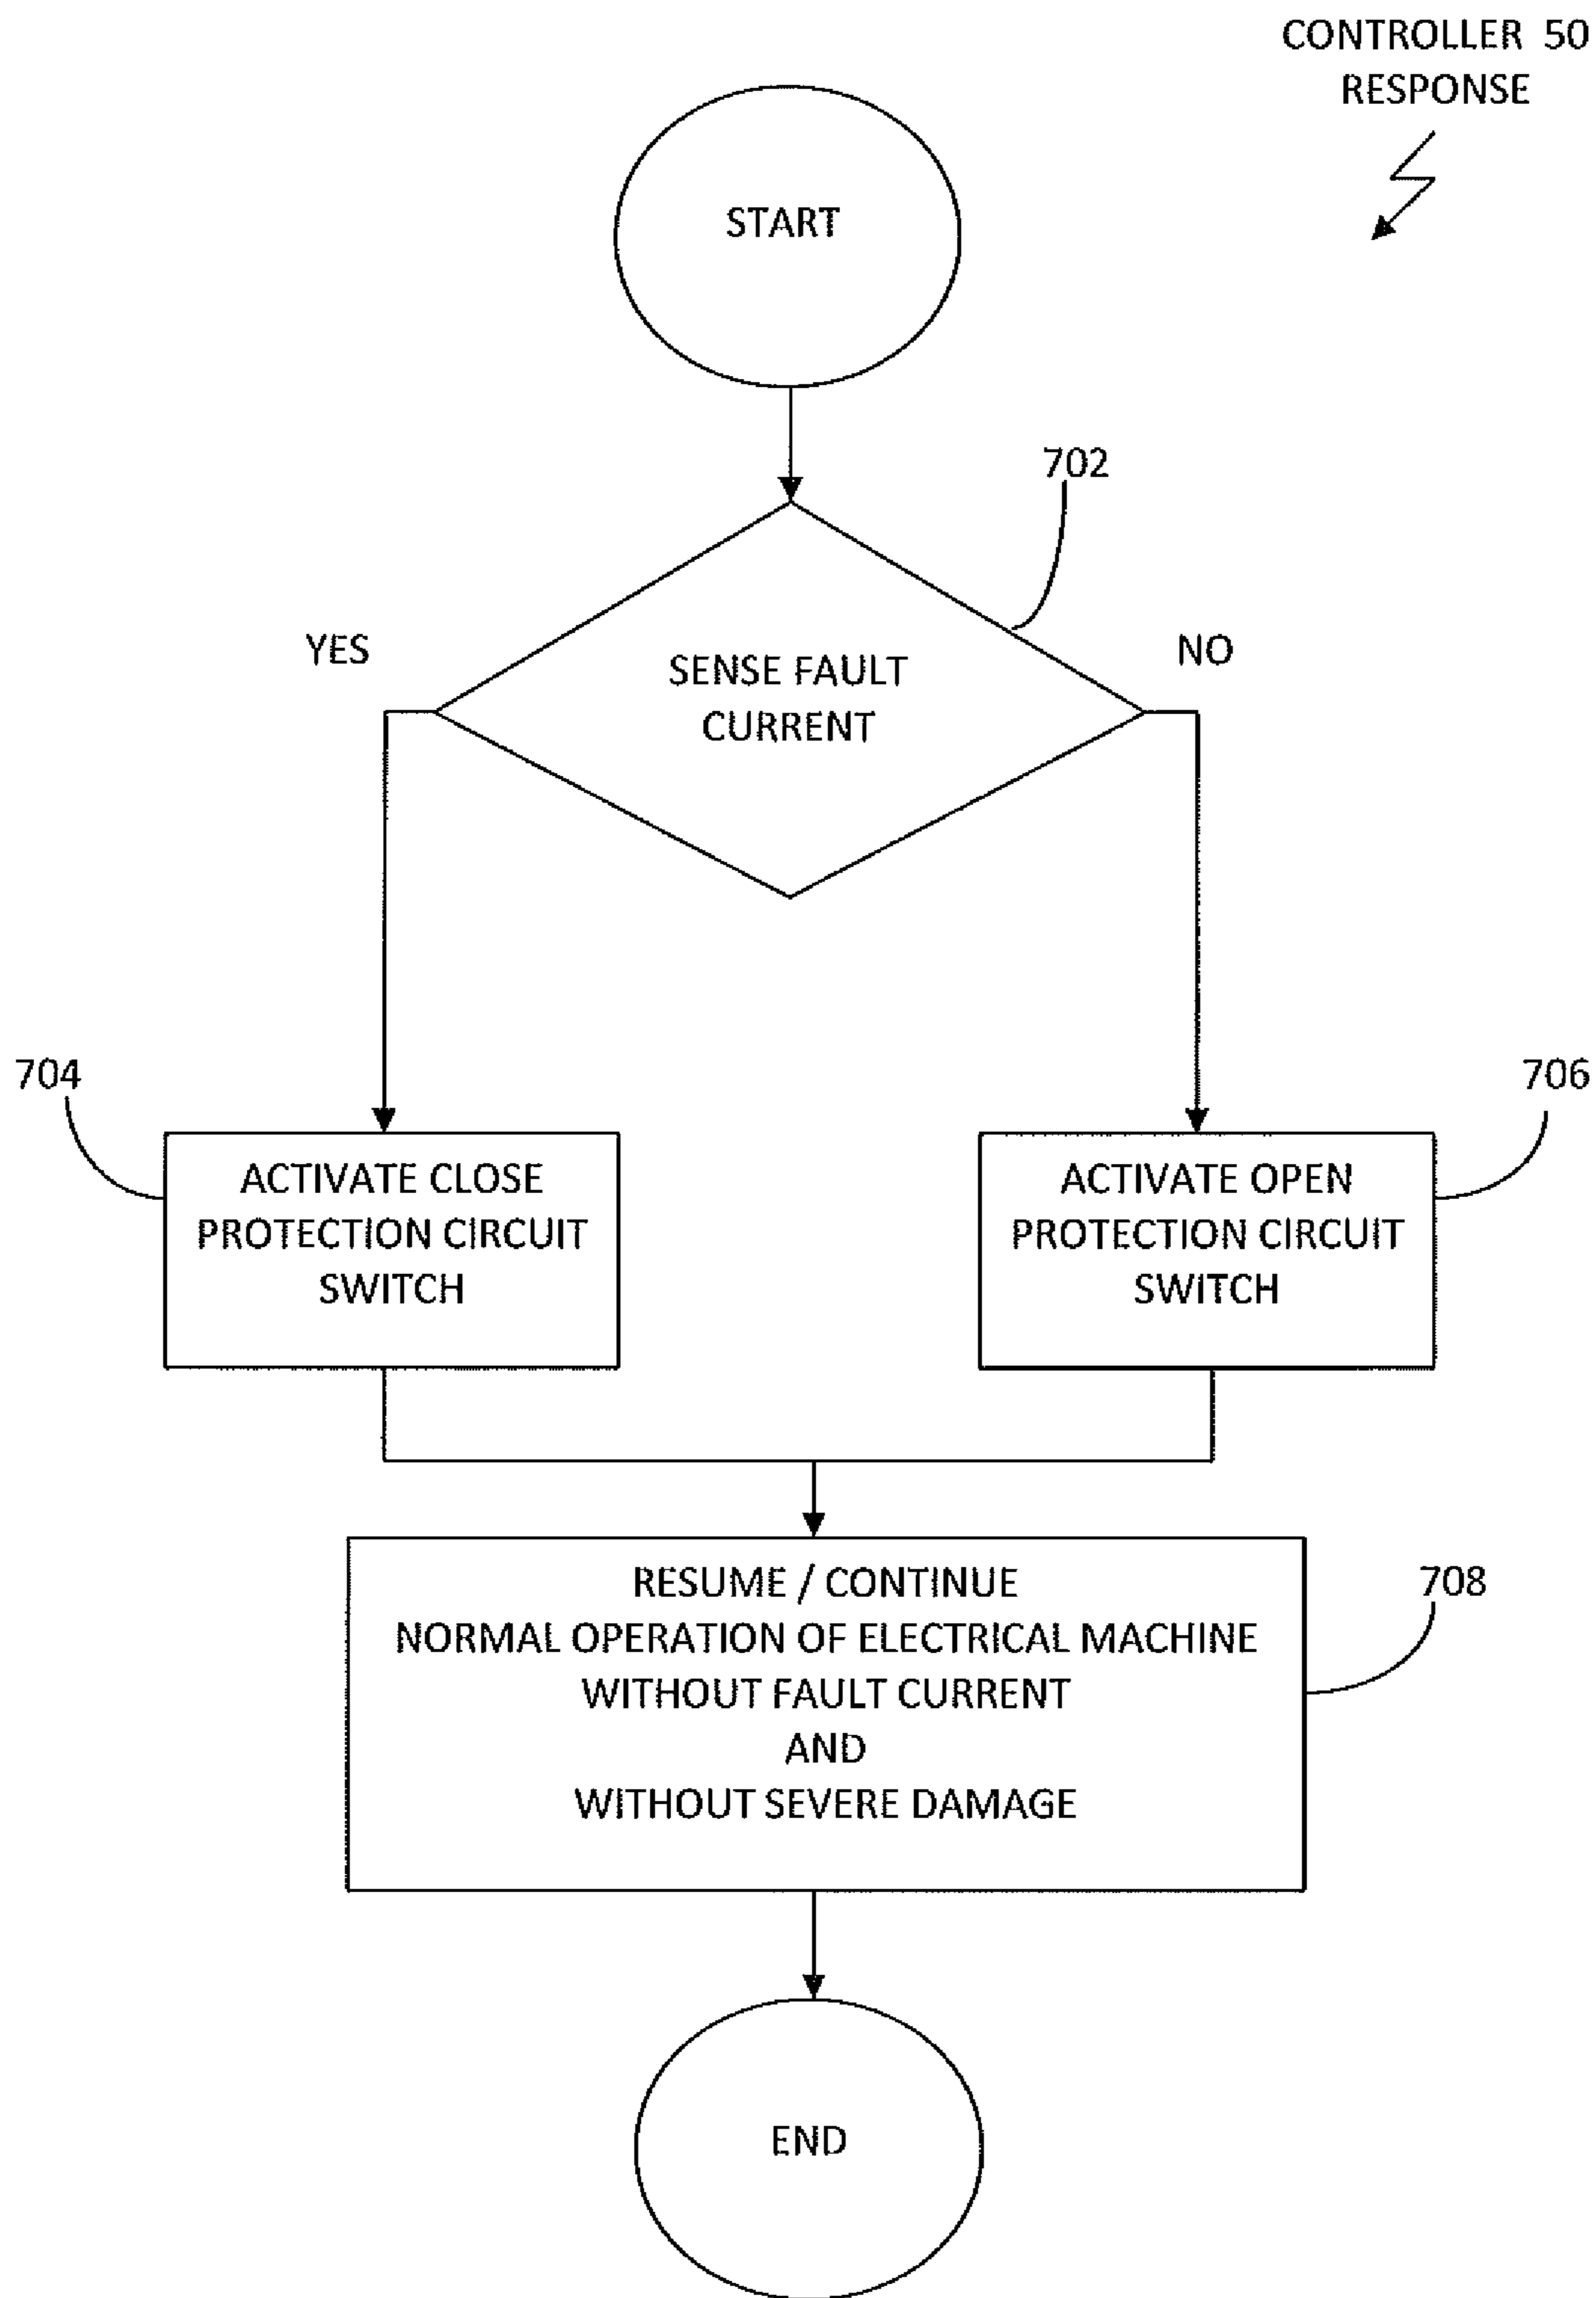 CONTROLLER 50
RESPONSE
START
702
YES
NO
SENSE FAULT
CURRENT
704
706
ACTIVATE CLOSE
PROTECTION CIRCUIT
SWITCH
ACTIVATE OPEN
PROTECTION CIRCUIT
SWITCH
RESUME / CONTINUE
NORMAL OPERATION OF ELECTRICAL MACHINE
WITHOUT FAULT CURRENT
AND
WITHOUT SEVERE DAMAGE
708
END